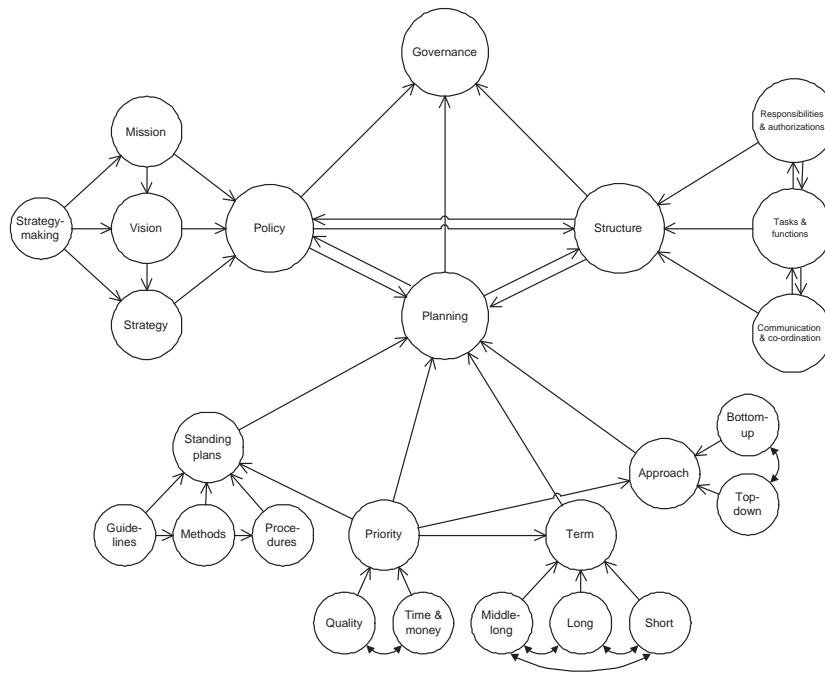 Governance
Responsibilities
& authorizations
Mission
Strategy-
making
Vision
Policy
Structure
Tasks &
functions
Strategy
Planning
Communication
& co-ordination
Standing
plans
Bottom-
up
Approach
Top-
down
Guide-
lines
Methods
Proce-
dures
Priority
Term
Quality
Time &
money
Middle-
long
Long
Short